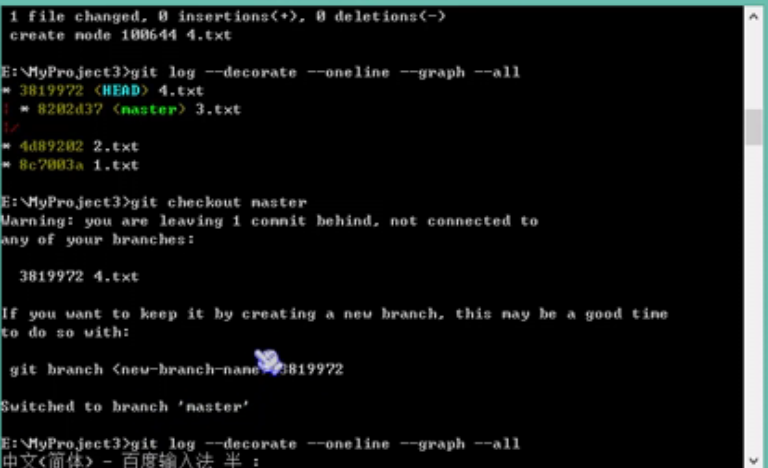 1 file changed, 0 insertions(+), 0 deletions(-)
create mode 100644 4.txt
E:\MyProject3>git log --decorate --oneline --graph --all
* 3819972 (HEAD) 4.txt
| * 8202d37 (master) 3.txt
|/
* 4d89202 2.txt
* 8c7003a 1.txt
E:\MyProject3>git checkout master
Warning: you are leaving 1 commit behind, not connected to
any of your branches:
3819972 4.txt
If you want to keep it by creating a new branch, this may be a good time
to do so with:
git branch <new-branch-name> 3819972
Switched to branch 'master'
E:\MyProject3>git log --decorate --oneline --graph --all
中文(简体) - 百度输入法 半 :